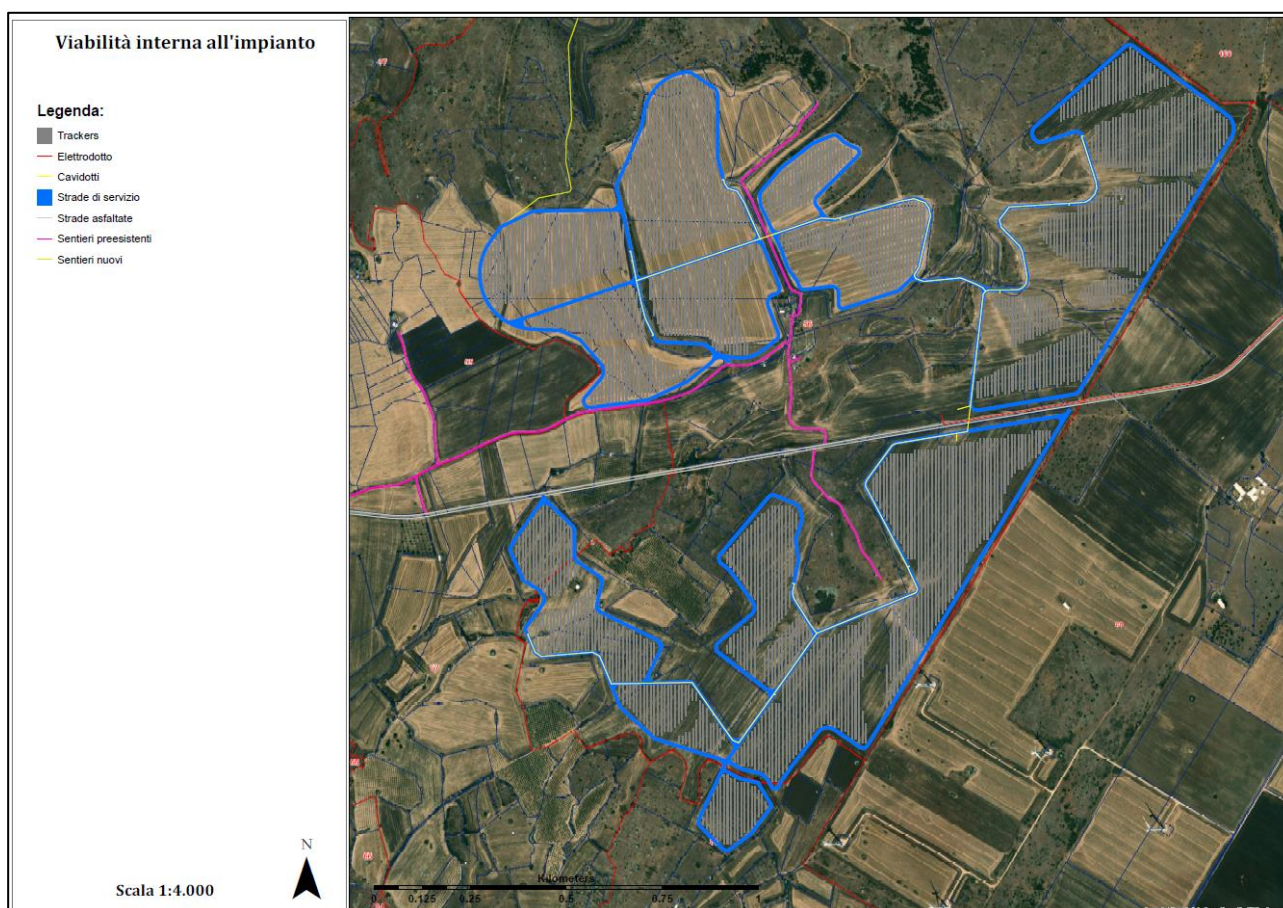 Viabilità interna all'impianto
Legenda:
Trackers
Elettrodotto
Cavidotti
Strade di servizio
Strade asfaltate
Sentieri preesistenti
Sentieri nuovi
N
Scala 1:4.000
Kilometers
0 0.125 0.25 0.5 0.75 1